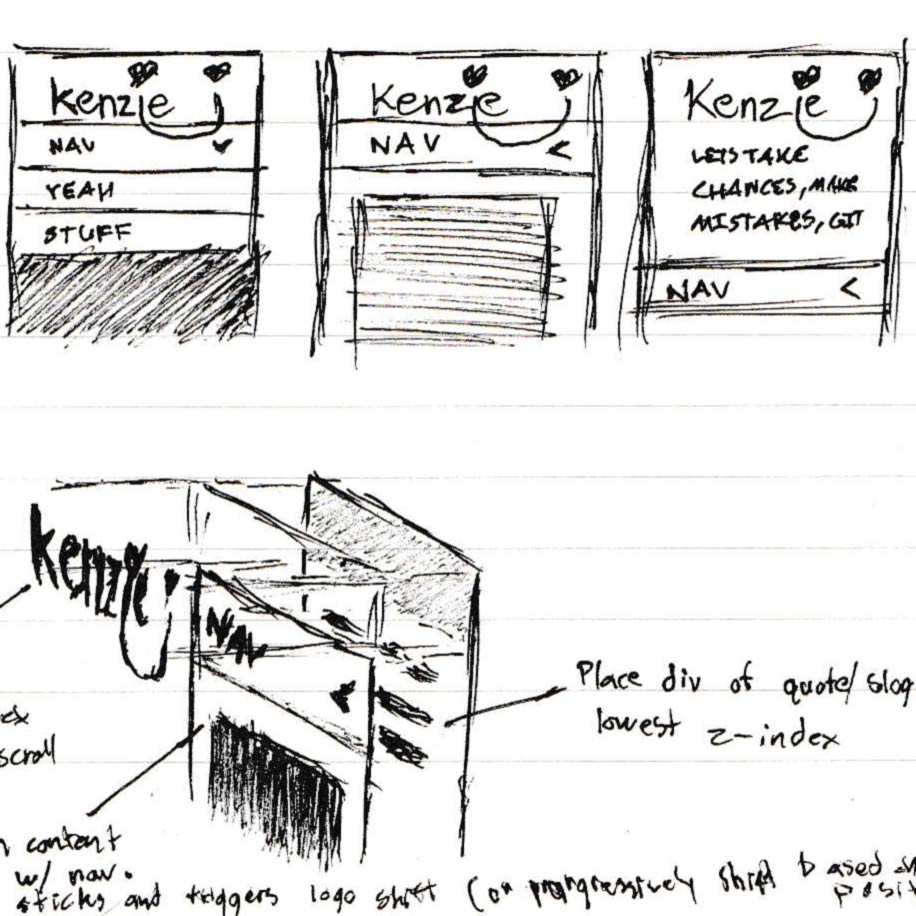 Kenzie
NAV
YEAH
STUFF
Kenzie
NAV <
Kenzie
LETS TAKE
CHANCES, MAKE
MISTAKES, GIT
NAV <
Kenzie
NAV
<
Place div of quote/slog
lowest z-index
ex
scroll
n content
w/ nav.
sticks and triggers logo shift (or progressively shift based on
posit